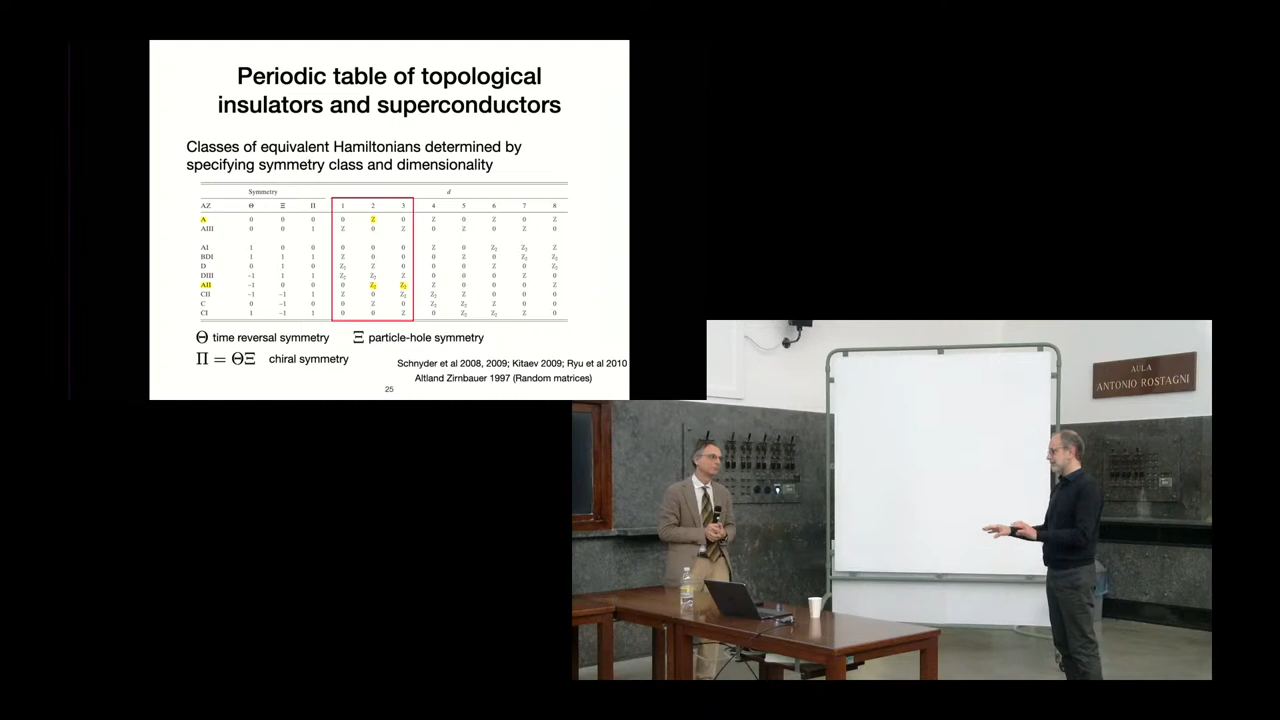 Periodic table of topological
insulators and superconductors
Classes of equivalent Hamiltonians determined by
specifying symmetry class and dimensionality
Symmetry d
AZ Θ Ξ Π 1 2 3 4 5 6 7 8
A 0 0 0 0 Z 0 Z 0 Z 0 Z
AIII 0 0 1 Z 0 Z 0 Z 0 Z 0
AI 1 0 0 0 0 0 Z 0 Z₂ Z₂ Z
BDI 1 1 1 Z 0 0 0 Z 0 Z₂ Z₂
D 0 1 0 Z₂ Z 0 0 0 Z 0 Z₂
DIII −1 1 1 Z₂ Z₂ Z 0 0 0 Z 0
AII −1 0 0 0 Z₂ Z₂ Z 0 0 0 Z
CII −1 −1 1 Z 0 Z₂ Z₂ Z 0 0 0
C 0 −1 0 0 Z 0 Z₂ Z₂ Z 0 0
CI 1 −1 1 0 0 Z 0 Z₂ Z₂ Z 0
Θ time reversal symmetry Ξ particle-hole symmetry
Π = ΘΞ chiral symmetry
Schnyder et al 2008, 2009; Kitaev 2009; Ryu et al 2010
Altland Zirnbauer 1997 (Random matrices)
25
AULA
ANTONIO ROSTAGNI